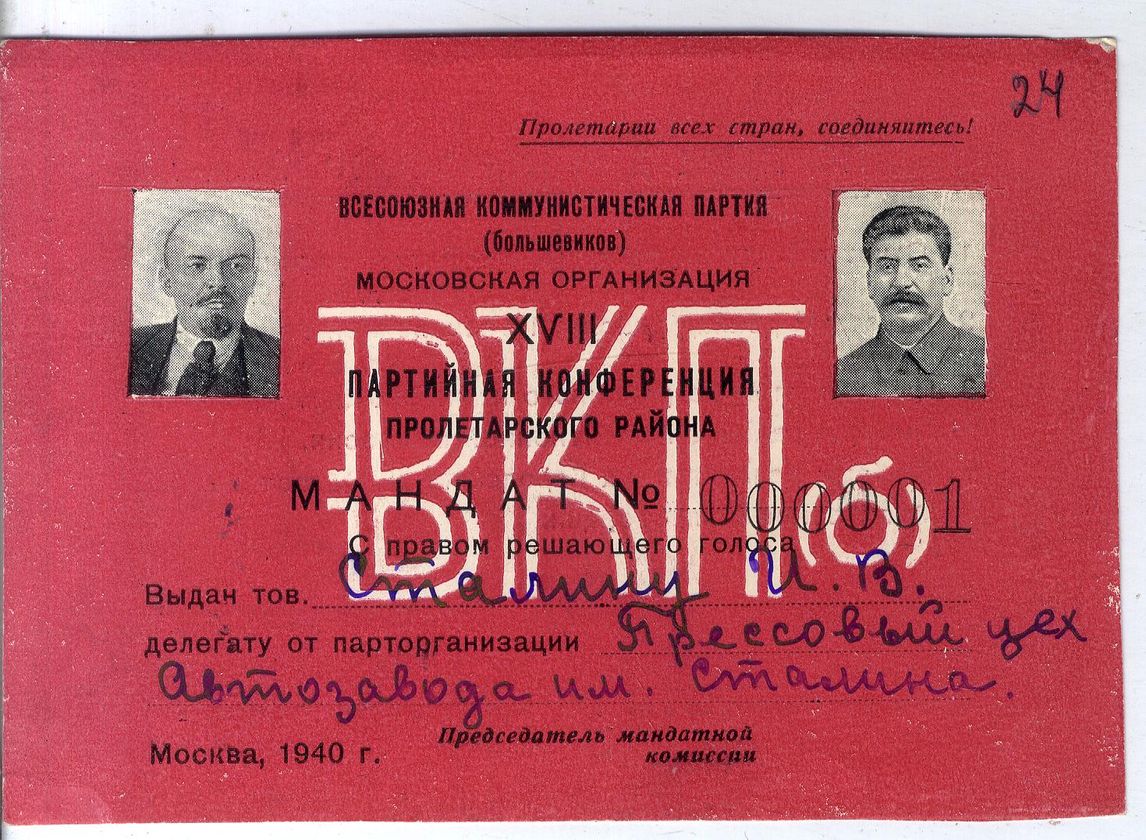 24
Пролетарии всех стран, соединяйтесь!
ВСЕСОЮЗНАЯ КОММУНИСТИЧЕСКАЯ ПАРТИЯ
(большевиков)
МОСКОВСКАЯ ОРГАНИЗАЦИЯ
XVIII
ПАРТИЙНАЯ КОНФЕРЕНЦИЯ
ПРОЛЕТАРСКОГО РАЙОНА
ВКП(б)
МАНДАТ № 000001
С правом решающего голоса
Выдан тов. Сталину И. В.
делегату от парторганизации Прессовый цех
Автозавода им. Сталина.
Москва, 1940 г.
Председатель мандатной
комиссии